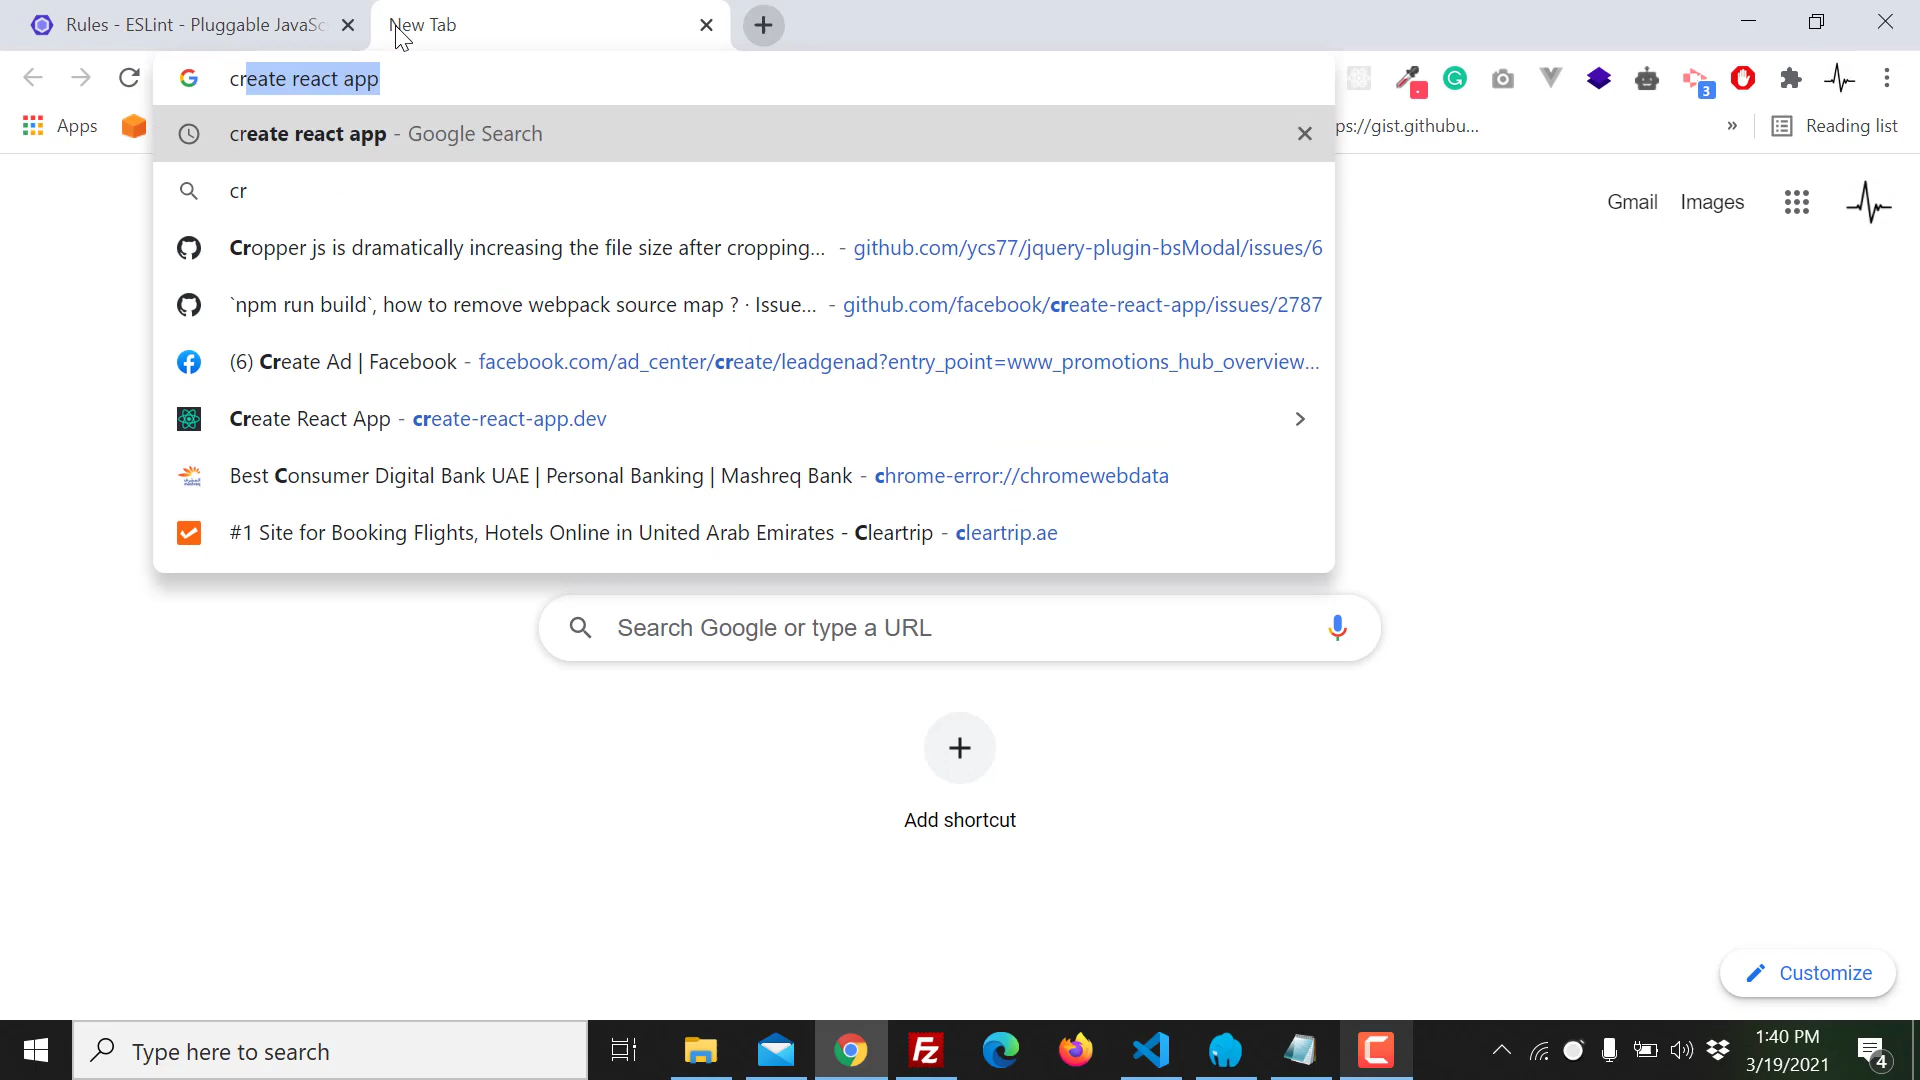 Rules - ESLint - Pluggable JavaSc
New Tab
create react app
Apps
ps://gist.githubu...
»
Reading list
create react app - Google Search
cr
Cropper js is dramatically increasing the file size after cropping... - github.com/ycs77/jquery-plugin-bsModal/issues/6
`npm run build`, how to remove webpack source map ? · Issue... - github.com/facebook/create-react-app/issues/2787
(6) Create Ad | Facebook - facebook.com/ad_center/create/leadgenad?entry_point=www_promotions_hub_overview...
Create React App - create-react-app.dev
Best Consumer Digital Bank UAE | Personal Banking | Mashreq Bank - chrome-error://chromewebdata
#1 Site for Booking Flights, Hotels Online in United Arab Emirates - Cleartrip - cleartrip.ae
3
Gmail
Images
Search Google or type a URL
Add shortcut
Customize
Type here to search
Fz
C
1:40 PM
3/19/2021
4